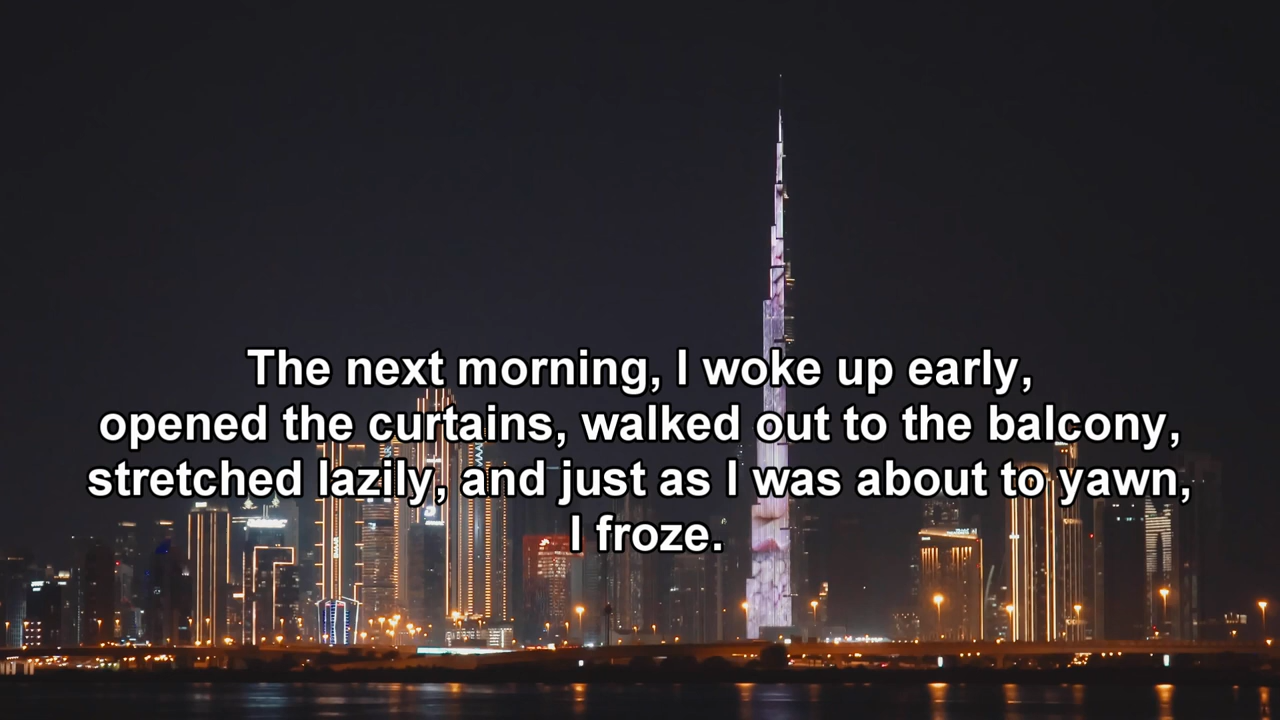 The next morning, I woke up early,
opened the curtains, walked out to the balcony,
stretched lazily, and just as I was about to yawn,
I froze.